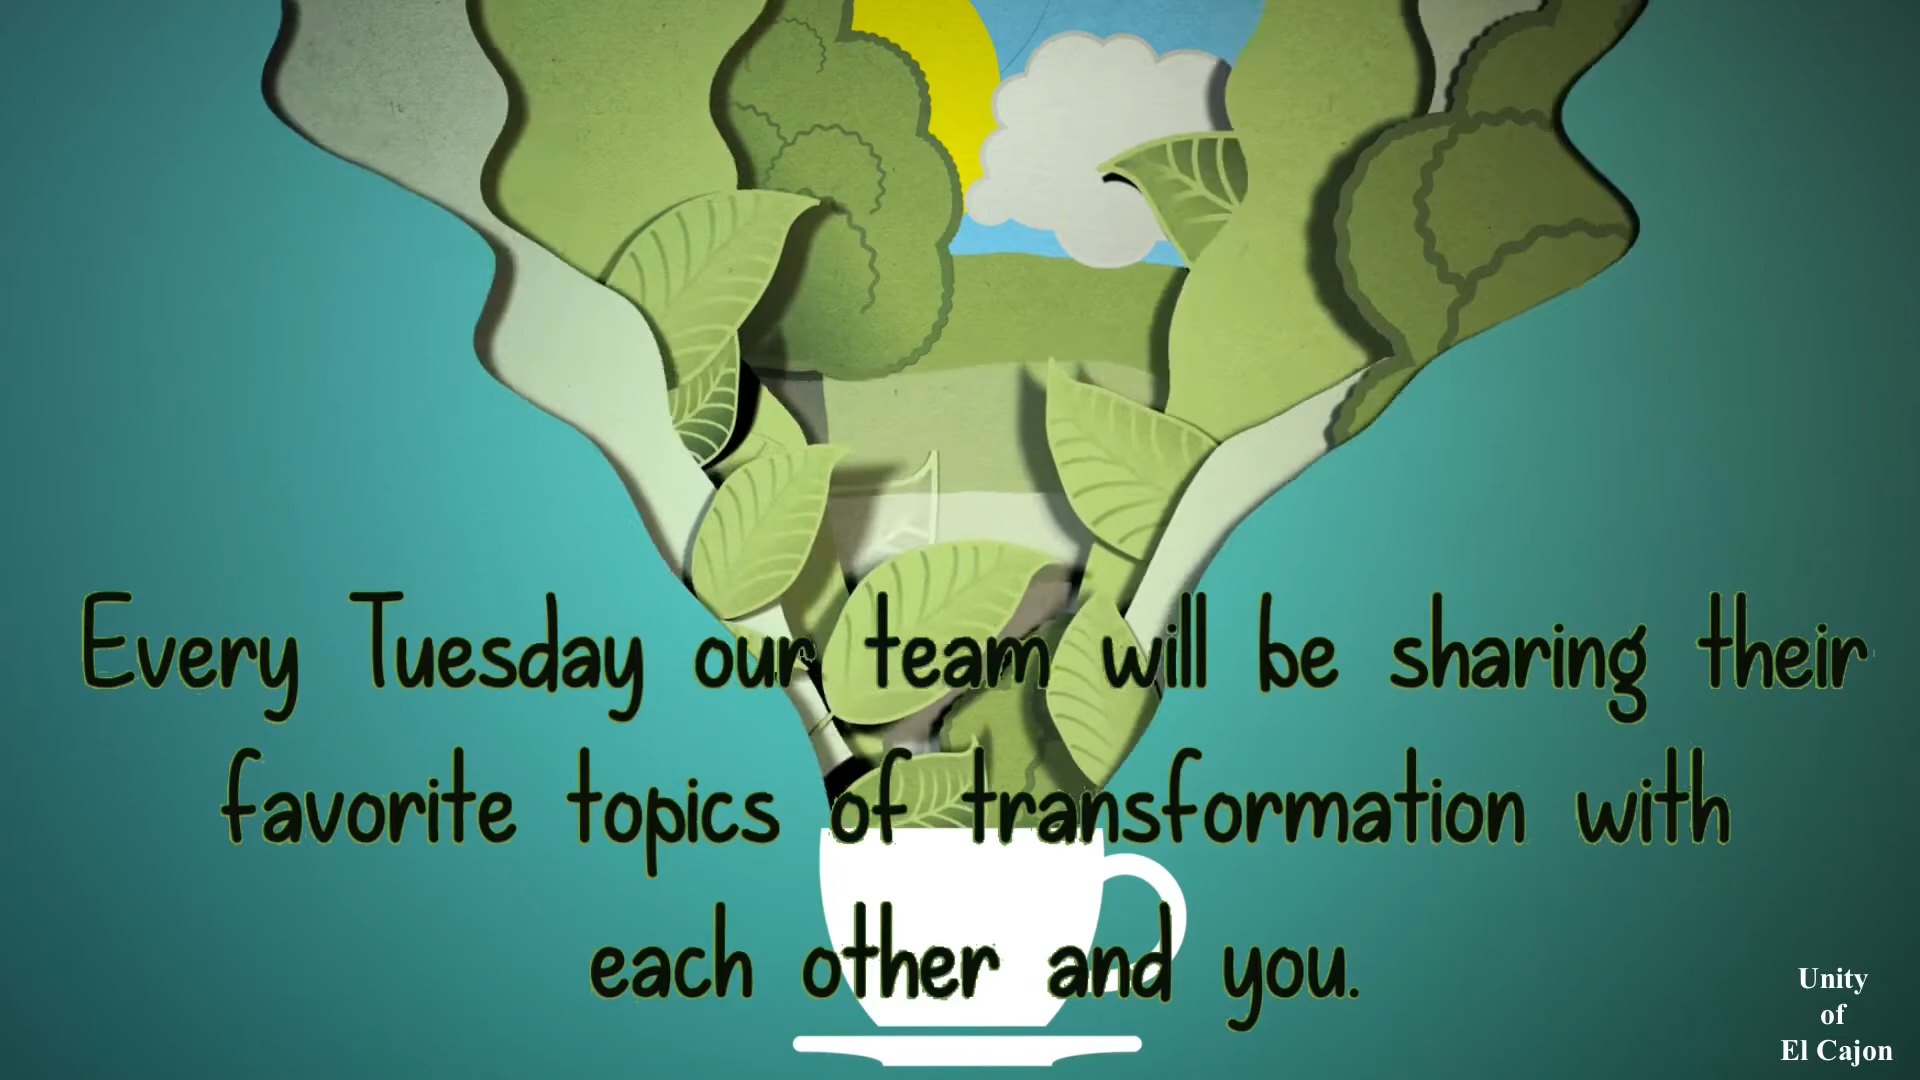 Every Tuesday our team will be sharing their
favorite topics of transformation with
each other and you.
Unity
of
El Cajon